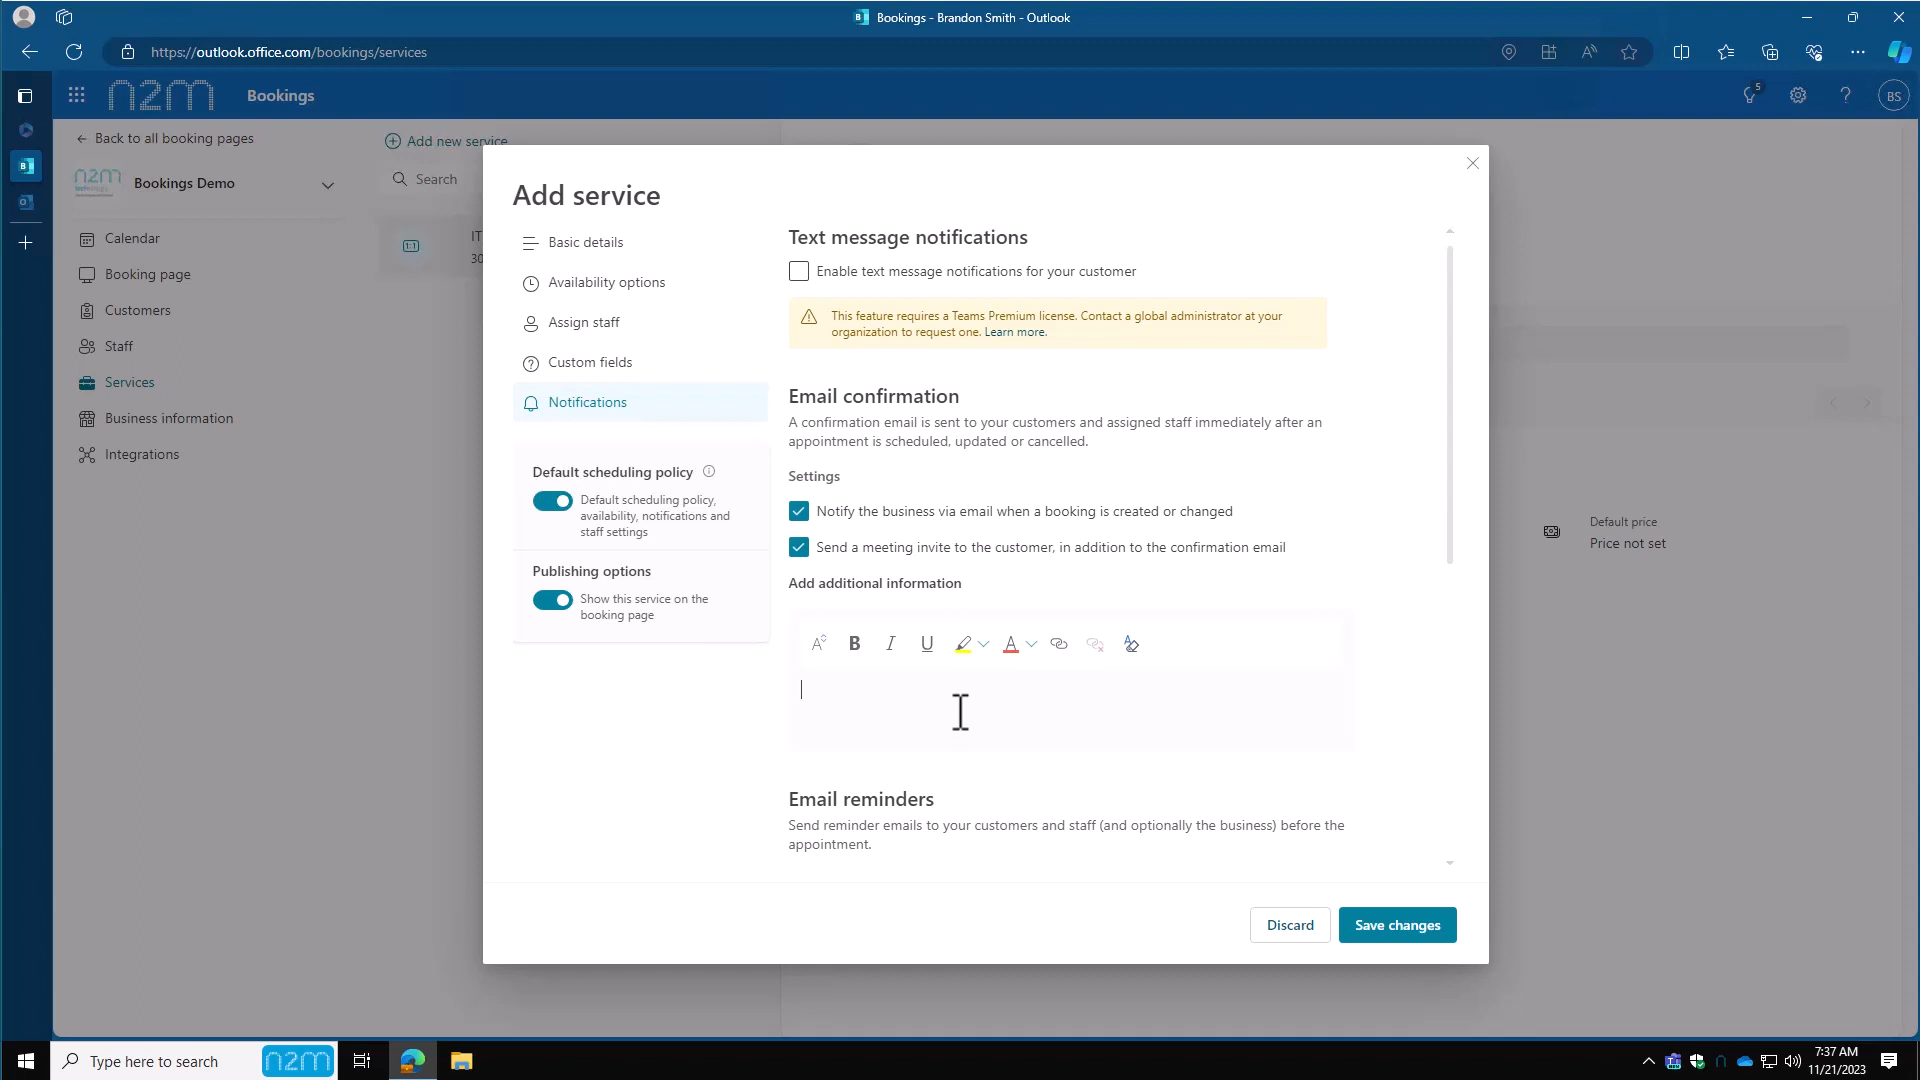 Bookings - Brandon Smith - Outlook
https://outlook.office.com/bookings/services
n2m
Bookings
5
BS
Back to all booking pages
n2m
Bookings Demo
Calendar
Booking page
Customers
Staff
Services
Business information
Integrations
Add new service
Search
1:1
IT
30
Add service
Basic details
Availability options
Assign staff
Custom fields
Notifications
Default scheduling policy
Default scheduling policy,
availability, notifications and
staff settings
Publishing options
Show this service on the
booking page
Text message notifications
Enable text message notifications for your customer
This feature requires a Teams Premium license. Contact a global administrator at your
organization to request one. Learn more.
Email confirmation
A confirmation email is sent to your customers and assigned staff immediately after an
appointment is scheduled, updated or cancelled.
Settings
Notify the business via email when a booking is created or changed
Send a meeting invite to the customer, in addition to the confirmation email
Add additional information
Email reminders
Send reminder emails to your customers and staff (and optionally the business) before the
appointment.
Discard
Save changes
Default price
Price not set
Type here to search
n2m
7:37 AM
11/21/2023